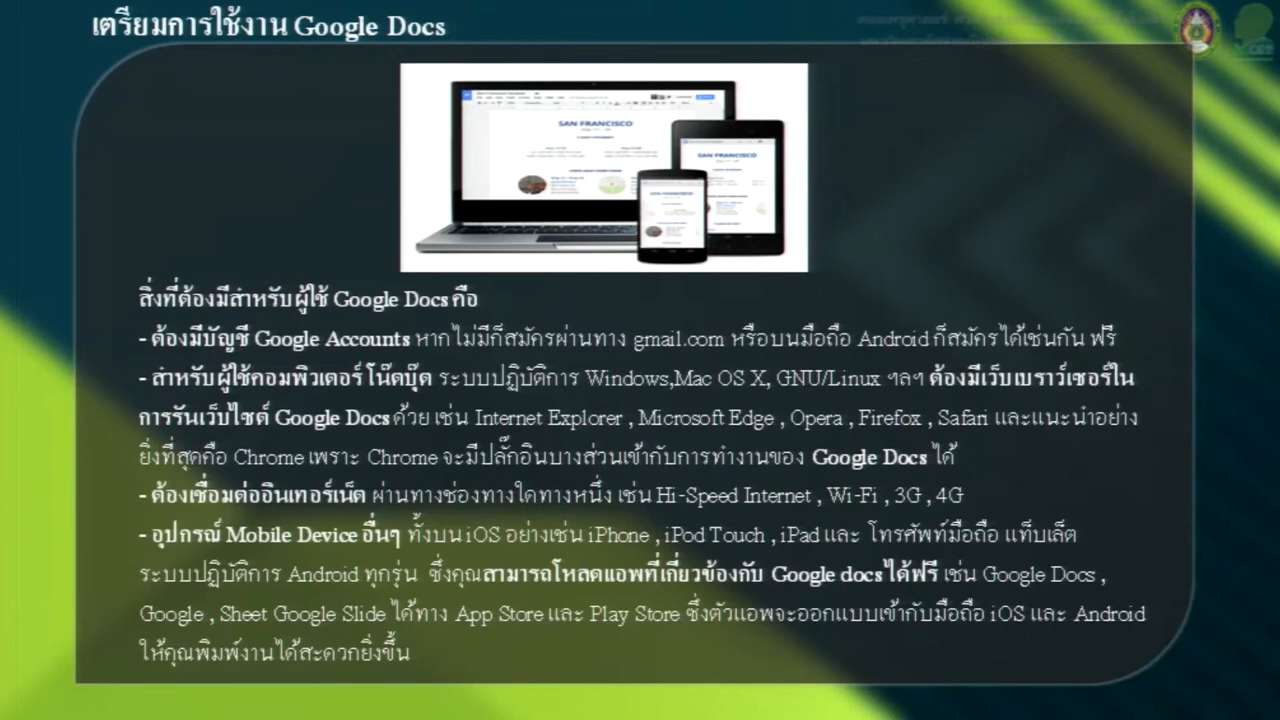 เตรียมการใช้งาน Google Docs
SAN FRANCISCO
SAN FRANCISCO
SAN FRANCISCO
สิ่งที่ต้องมีสำหรับผู้ใช้ Google Docs คือ
- ต้องมีบัญชี Google Accounts หากไม่มีก็สมัครผ่านทาง gmail.com หรือบนมือถือ Android ก็สมัครได้เช่นกัน ฟรี
- สำหรับผู้ใช้คอมพิวเตอร์ โน๊ตบุ๊ต ระบบปฏิบัติการ Windows,Mac OS X, GNU/Linux ฯลฯ ต้องมีเว็บเบราว์เซอร์ใน
การรันเว็บไซต์ Google Docs ด้วย เช่น Internet Explorer , Microsoft Edge , Opera , Firefox , Safari และแนะนำอย่าง
ยิ่งที่สุดคือ Chrome เพราะ Chrome จะมีปลั๊กอินบางส่วนเข้ากับการทำงานของ Google Docs ได้
- ต้องเชื่อมต่ออินเทอร์เน็ต ผ่านทางช่องทางใดทางหนึ่ง เช่น Hi-Speed Internet , Wi-Fi , 3G , 4G
- อุปกรณ์ Mobile Device อื่นๆ ทั้งบน iOS อย่างเช่น iPhone , iPod Touch , iPad และ โทรศัพท์มือถือ แท็บเล็ต
ระบบปฏิบัติการ Android ทุกรุ่น ซึ่งคุณสามารถโหลดแอพที่เกี่ยวข้องกับ Google docs ได้ฟรี เช่น Google Docs ,
Google , Sheet Google Slide ได้ทาง App Store และ Play Store ซึ่งตัวแอพจะออกแบบเข้ากับมือถือ iOS และ Android
ให้คุณพิมพ์งานได้สะดวกยิ่งขึ้น